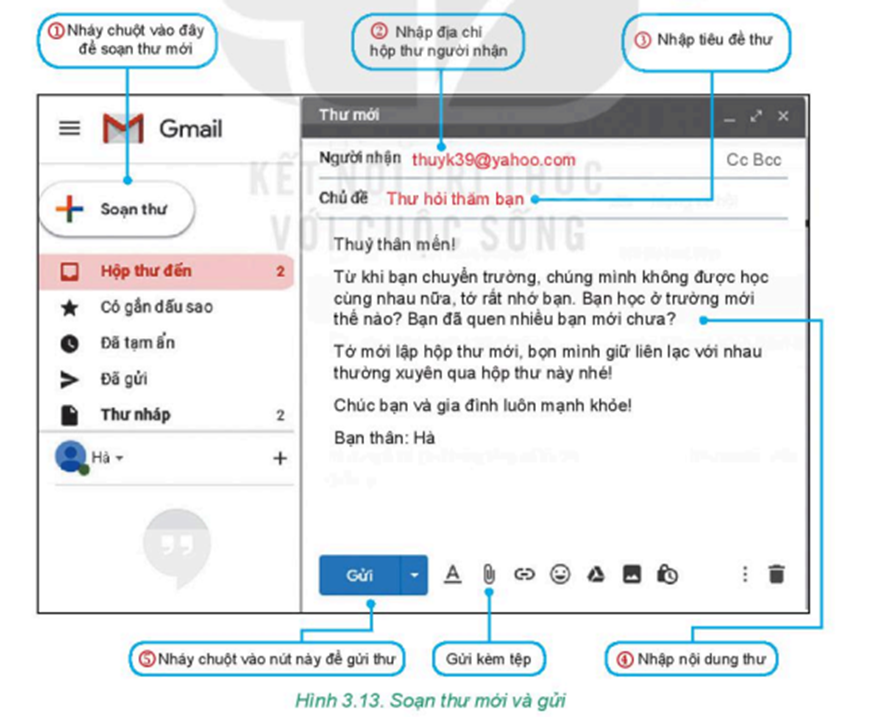 ①Nháy chuột vào đây
để soạn thư mới
② Nhập địa chỉ
hộp thư người nhận
③ Nhập tiêu đề thư
Gmail
Thư mới
Người nhận thuyk39@yahoo.com Cc Bcc
Chủ đề Thư hỏi thăm bạn
KẾT NỐI TRI THỨC
VỚI CUỘC SỐNG
Soạn thư
Hộp thư đến 2
Có gắn dấu sao
Đã tạm ẩn
Đã gửi
Thư nháp 2
Hà
Thuỷ thân mến!
Từ khi bạn chuyển trường, chúng mình không được học
cùng nhau nữa, tớ rất nhớ bạn. Bạn học ở trường mới
thế nào? Bạn đã quen nhiều bạn mới chưa?
Tớ mới lập hộp thư mới, bọn mình giữ liên lạc với nhau
thường xuyên qua hộp thư này nhé!
Chúc bạn và gia đình luôn mạnh khỏe!
Bạn thân: Hà
Gửi
⑤Nháy chuột vào nút này để gửi thư
Gửi kèm tệp
④ Nhập nội dung thư
Hình 3.13. Soạn thư mới và gửi